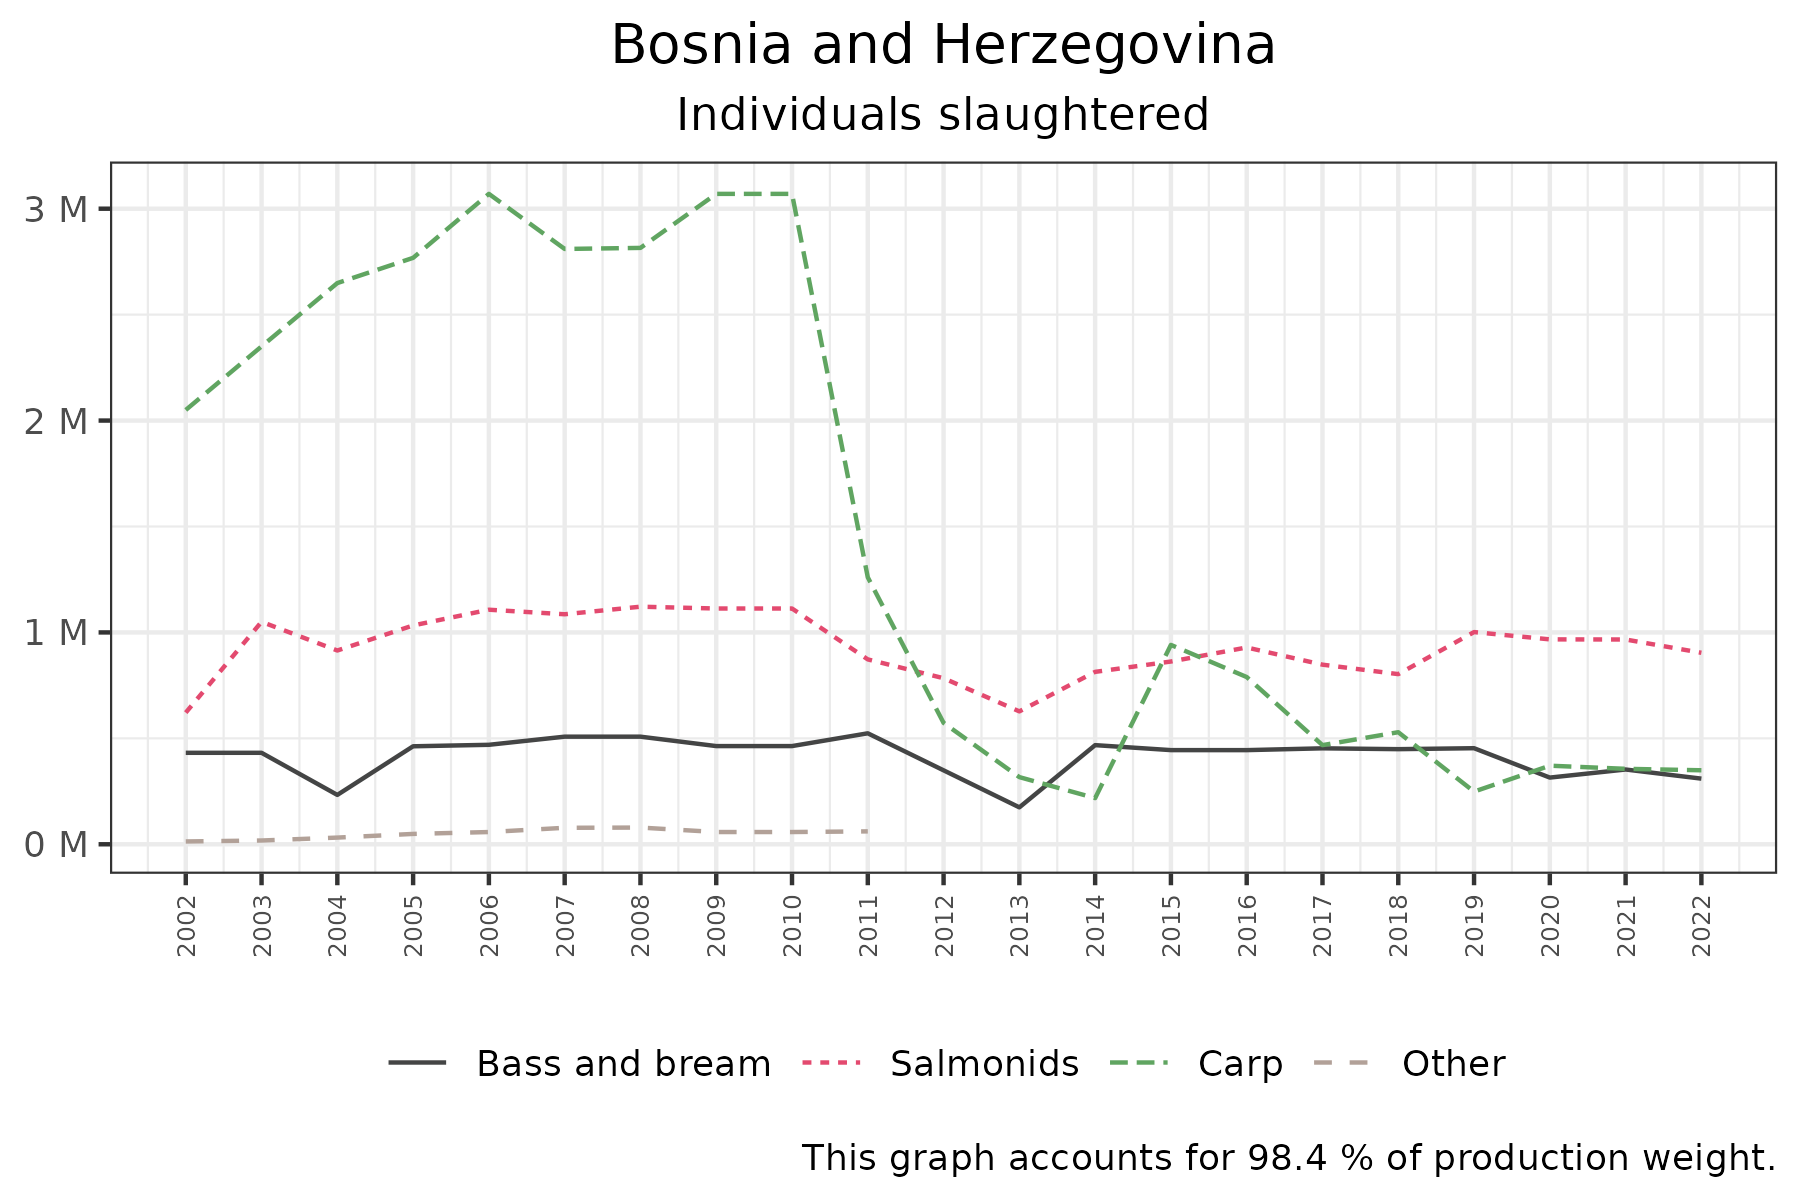 Bosnia and Herzegovina
Individuals slaughtered
3 M
2 M
1 M
0 M
2002 2003 2004 2005 2006 2007 2008 2009 2010 2011 2012 2013 2014 2015 2016 2017 2018 2019 2020 2021 2022
Bass and bream Salmonids Carp Other
This graph accounts for 98.4 % of production weight.